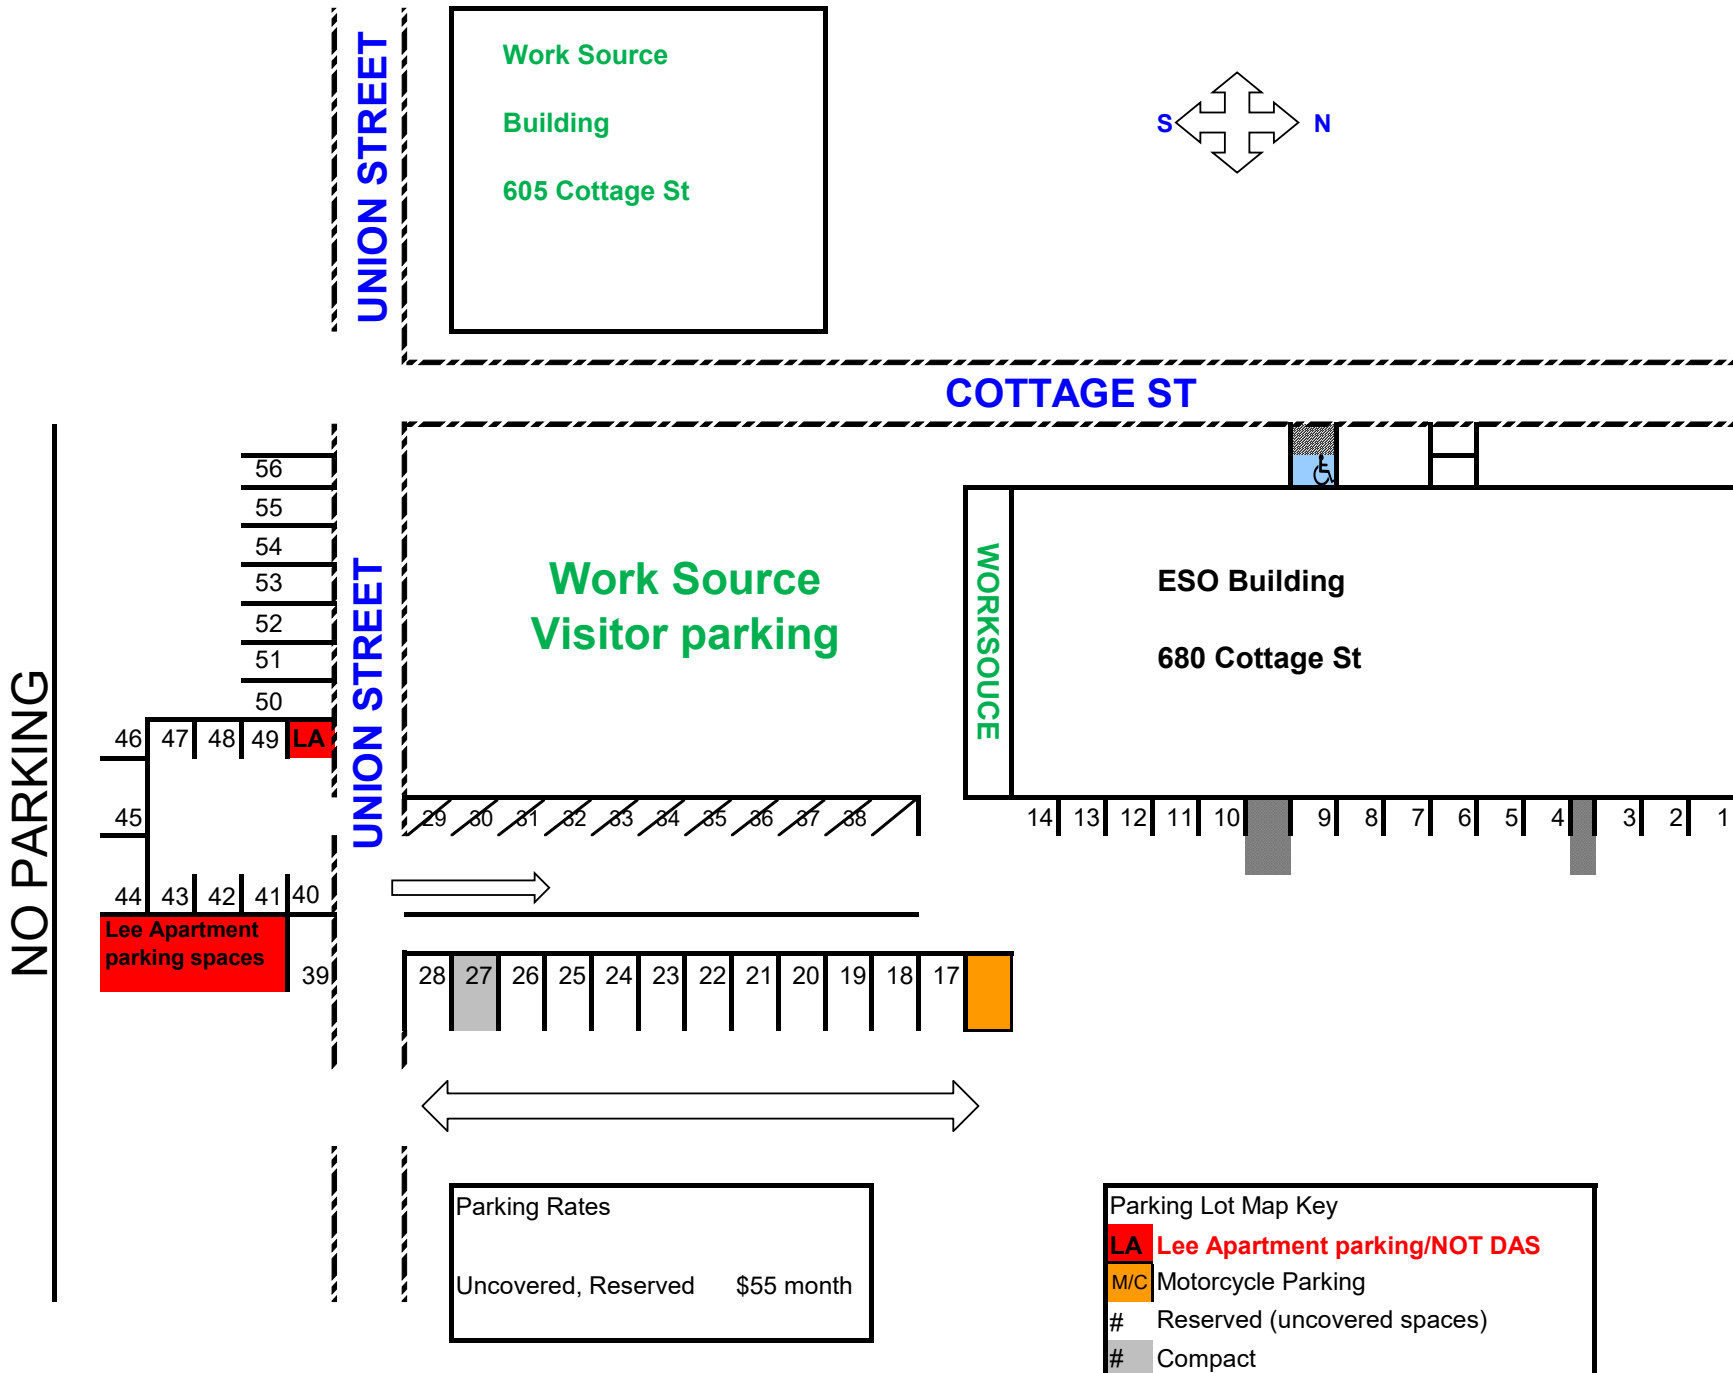 UNION STREET
Work Source
Building
605 Cottage St
S N
COTTAGE ST
NO PARKING
56
55
54
53
52
51
50
46 47 48 49 LA
45
44 43 42 41 40
Lee Apartment
parking spaces
39
UNION STREET
Work Source
Visitor parking
WORKSOUCE
ESO Building
680 Cottage St
29 30 31 32 33 34 35 36 37 38
14 13 12 11 10 9 8 7 6 5 4 3 2 1
28 27 26 25 24 23 22 21 20 19 18 17
Parking Rates
Uncovered, Reserved $55 month
Parking Lot Map Key
LA Lee Apartment parking/NOT DAS
M/C Motorcycle Parking
# Reserved (uncovered spaces)
# Compact